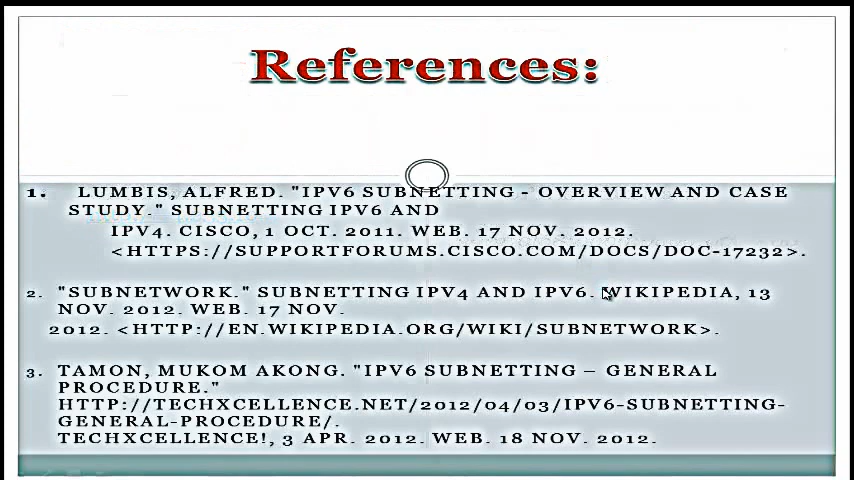 References:
1. LUMBIS, ALFRED. "IPV6 SUBNETTING - OVERVIEW AND CASE
STUDY." SUBNETTING IPV6 AND
IPV4. CISCO, 1 OCT. 2011. WEB. 17 NOV. 2012.
<HTTPS://SUPPORTFORUMS.CISCO.COM/DOCS/DOC-17232>.
2. "SUBNETWORK." SUBNETTING IPV4 AND IPV6. WIKIPEDIA, 13
NOV. 2012. WEB. 17 NOV.
2012. <HTTP://EN.WIKIPEDIA.ORG/WIKI/SUBNETWORK>.
3. TAMON, MUKOM AKONG. "IPV6 SUBNETTING – GENERAL
PROCEDURE."
HTTP://TECHXCELLENCE.NET/2012/04/03/IPV6-SUBNETTING-
GENERAL-PROCEDURE/.
TECHXCELLENCE!, 3 APR. 2012. WEB. 18 NOV. 2012.